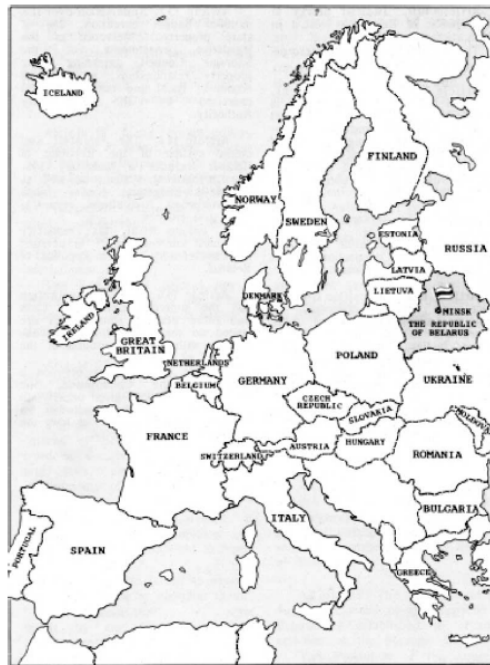 ICELAND
FINLAND
NORWAY
SWEDEN
ESTONIA
RUSSIA
LATVIA
LIETUVA
DENMARK
MINSK
THE REPUBLIC
OF BELARUS
IRELAND
GREAT
BRITAIN
NETHERLANDS
POLAND
BELGIUM
GERMANY
UKRAINE
CZECH
REPUBLIC
SLOVAKIA
MOLDOVA
FRANCE
AUSTRIA
HUNGARY
SWITZERLAND
ROMANIA
BULGARIA
ITALY
PORTUGAL
SPAIN
GREECE